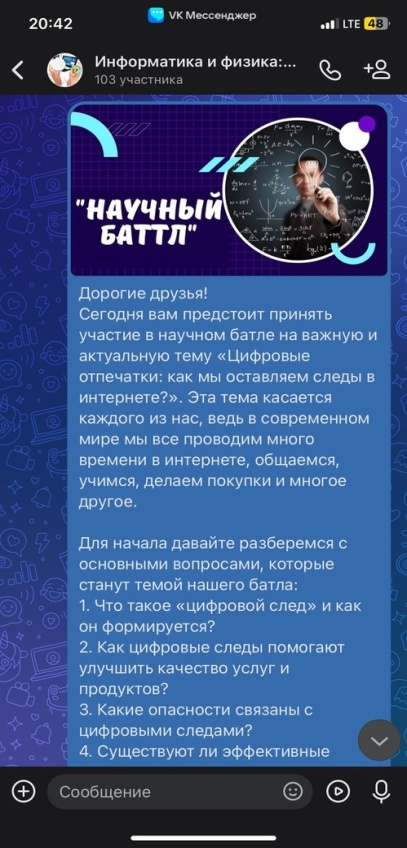 20:42
VK Мессенджер
LTE 48
Информатика и физика:...
103 участника
"НАУЧНЫЙ
БАТТЛ"
Дорогие друзья!
Сегодня вам предстоит принять
участие в научном батле на важную и
актуальную тему «Цифровые
отпечатки: как мы оставляем следы в
интернете?». Эта тема касается
каждого из нас, ведь в современном
мире мы все проводим много
времени в интернете, общаемся,
учимся, делаем покупки и многое
другое.
Для начала давайте разберемся с
основными вопросами, которые
станут темой нашего батла:
1. Что такое «цифровой след» и как
он формируется?
2. Как цифровые следы помогают
улучшить качество услуг и
продуктов?
3. Какие опасности связаны с
цифровыми следами?
4. Существуют ли эффективные
Сообщение